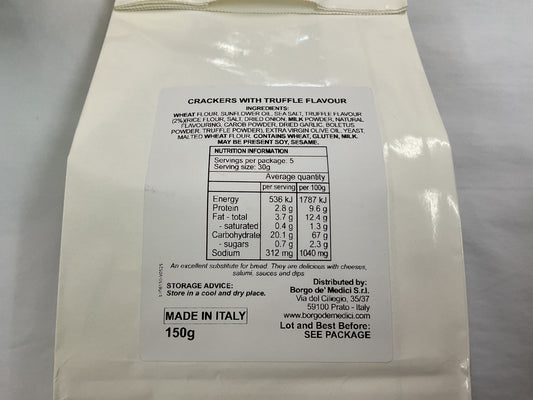 CRACKERS WITH TRUFFLE FLAVOUR
INGREDIENTS:
WHEAT FLOUR, SUNFLOWER OIL, SEA SALT, TRUFFLE FLAVOUR
(2%)(RICE FLOUR, SALT, DRIED ONION, MILK POWDER, NATURAL
FLAVOURING, CAROB POWDER, DRIED GARLIC, BOLETUS
POWDER, TRUFFLE POWDER), EXTRA VIRGIN OLIVE OIL, YEAST,
MALTED WHEAT FLOUR. CONTAINS WHEAT, GLUTEN, MILK.
MAY BE PRESENT SOY, SESAME.
NUTRITION INFORMATION
Servings per package: 5
Serving size: 30g
Average quantity
per serving per 100g
Energy 536 kJ 1787 kJ
Protein 2.8 g 9.6 g
Fat - total 3.7 g 12.4 g
- saturated 0.4 g 1.3 g
Carbohydrate 20.1 g 67 g
- sugars 0.7 g 2.3 g
Sodium 312 mg 1040 mg
An excellent substitute for bread. They are delicious with cheeses,
salumi, sauces and dips
STORAGE ADVICE:
Store in a cool and dry place.
MADE IN ITALY
150g
Distributed by:
Borgo de' Medici S.r.l.
Via del Ciliegio, 35/37
59100 Prato - Italy
www.borgodemedici.com
Lot and Best Before:
SEE PACKAGE